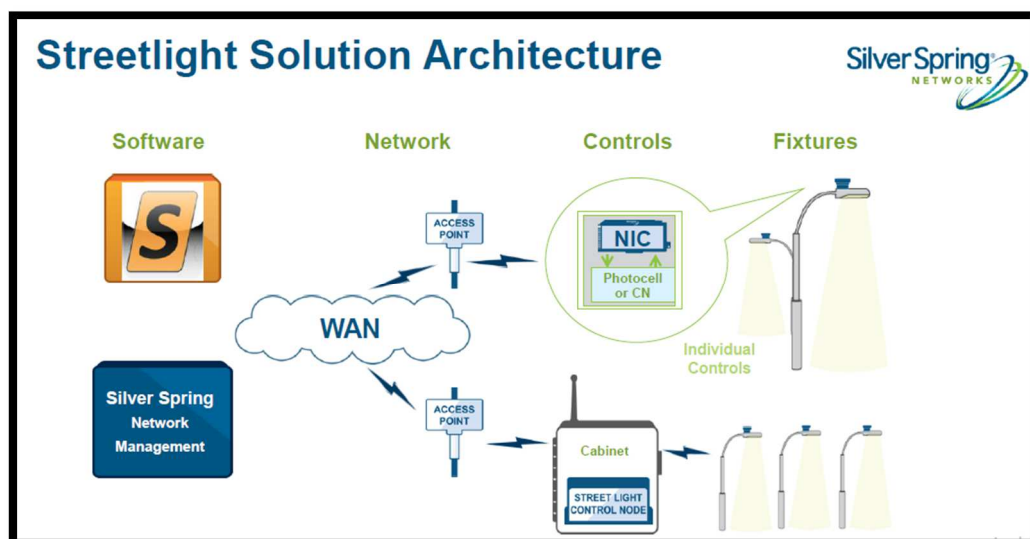 Streetlight Solution Architecture
Silver Spring
NETWORKS
Software
Network
Controls
Fixtures
S
ACCESS
POINT
NIC
Photocell
or CN
WAN
Individual
Controls
Silver Spring
Network
Management
ACCESS
POINT
Cabinet
STREET LIGHT
CONTROL NODE